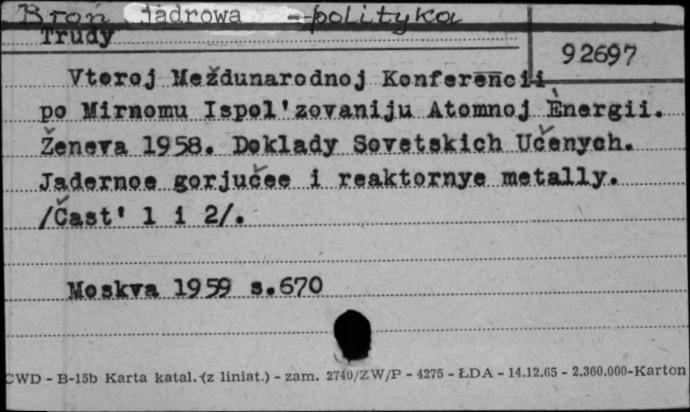 Broń jadrowa - polityka
Trudy
92697
Vtoroj Meždunarodnoj Konferencii
po Mirnomu Ispol'zovaniju Atomnoj Ènergii.
Ženeva 1958. Doklady Sovetskich Učenych.
Jadernoe gorjučee i reaktornye metally.
/Čast' 1 i 2/.
Moskva 1959 s.670
CWD - B-15b Karta katal. (z liniat.) - zam. 2740/ZW/P - 4275 - ŁDA - 14.12.65 - 2.360.000-Karton